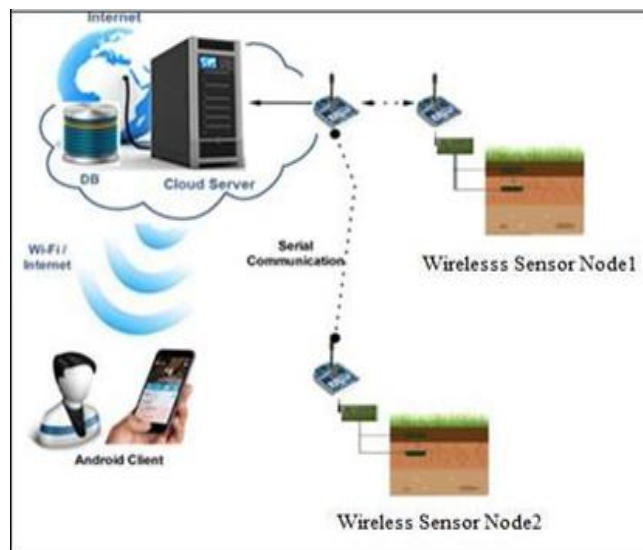 Internet
DB
Cloud Server
Wi-Fi /
Internet
Serial
Communication
Wirelesss Sensor Node1
Android Client
Wireless Sensor Node2